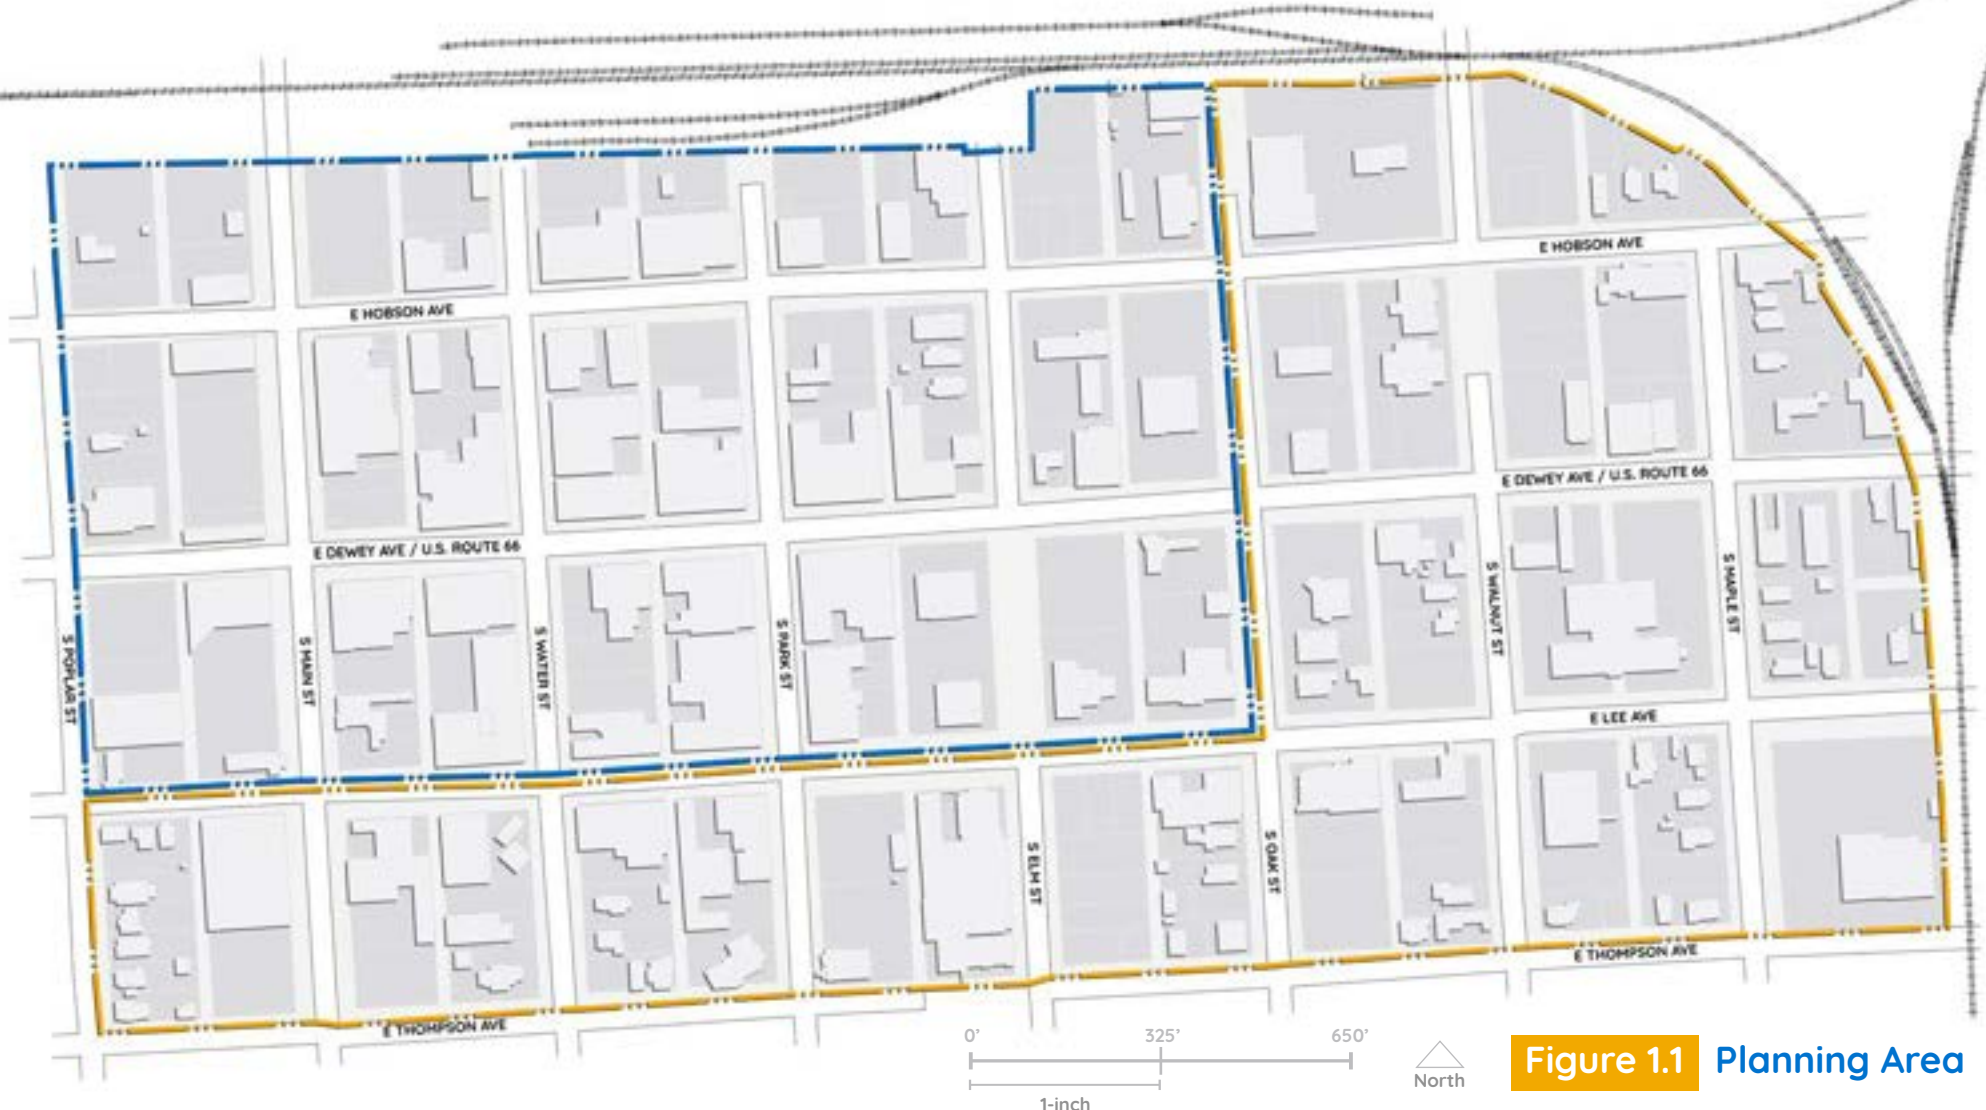 E HOBSON AVE
E HOBSON AVE
E DEWEY AVE / U.S. ROUTE 66
E DEWEY AVE / U.S. ROUTE 66
S POPLAR ST
S MAIN ST
S WATER ST
S PARK ST
S WALNUT ST
S MAPLE ST
E LEE AVE
S ELM ST
S OAK ST
E THOMPSON AVE
E THOMPSON AVE
0' 325' 650'
1-inch
North
Figure 1.1 Planning Area